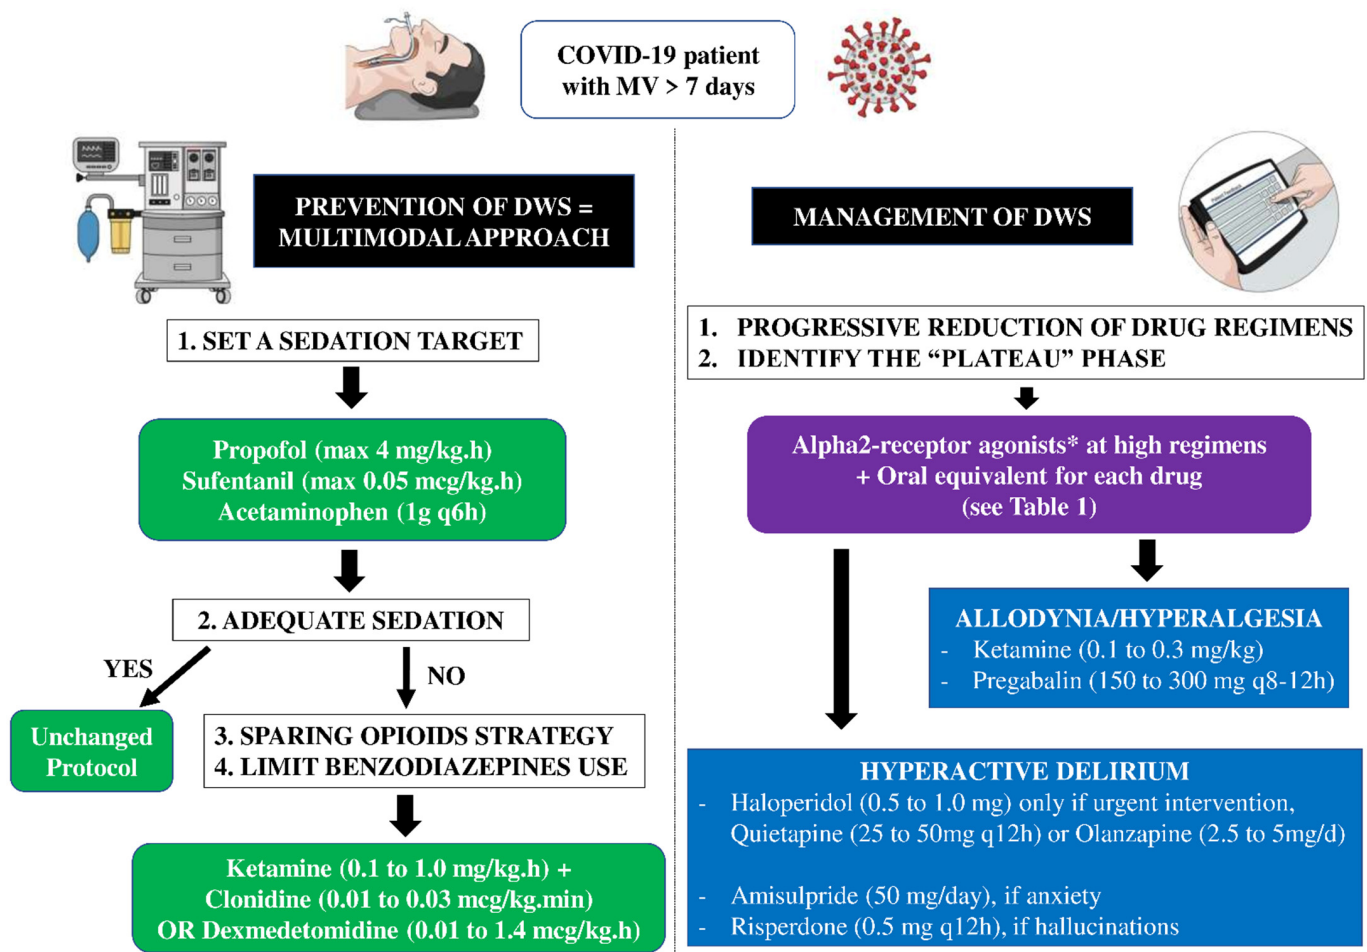 COVID-19 patient
with MV > 7 days
PREVENTION OF DWS =
MULTIMODAL APPROACH
1. SET A SEDATION TARGET
Propofol (max 4 mg/kg.h)
Sufentanil (max 0.05 mcg/kg.h)
Acetaminophen (1g q6h)
2. ADEQUATE SEDATION
YES
NO
Unchanged
Protocol
3. SPARING OPIOIDS STRATEGY
4. LIMIT BENZODIAZEPINES USE
Ketamine (0.1 to 1.0 mg/kg.h) +
Clonidine (0.01 to 0.03 mcg/kg.min)
OR Dexmedetomidine (0.01 to 1.4 mcg/kg.h)
MANAGEMENT OF DWS
1. PROGRESSIVE REDUCTION OF DRUG REGIMENS
2. IDENTIFY THE “PLATEAU” PHASE
Alpha2-receptor agonists* at high regimens
+ Oral equivalent for each drug
(see Table 1)
ALLODYNIA/HYPERALGESIA
- Ketamine (0.1 to 0.3 mg/kg)
- Pregabalin (150 to 300 mg q8-12h)
HYPERACTIVE DELIRIUM
- Haloperidol (0.5 to 1.0 mg) only if urgent intervention,
Quietapine (25 to 50mg q12h) or Olanzapine (2.5 to 5mg/d)
- Amisulpride (50 mg/day), if anxiety
- Risperdone (0.5 mg q12h), if hallucinations